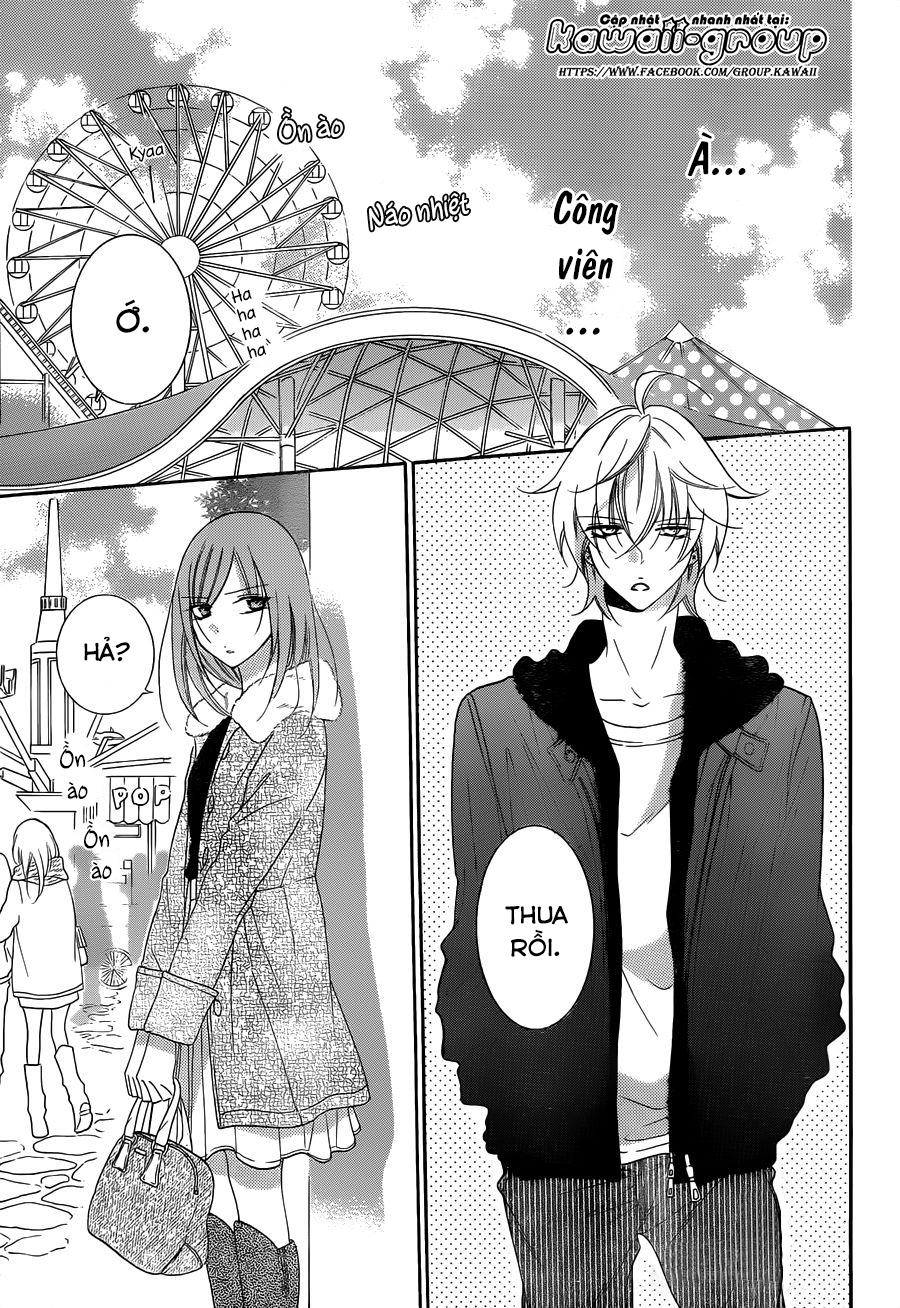 Cập nhật nhanh nhất tại:
kawaii-group
HTTPS://WWW.FACEBOOK.COM/GROUP.KAWAII
À...
Công
viên
...
Ồn ào
Kyaa
Náo nhiệt
Ớ.
Ha
ha
ha
ha
THUA
RỒI.
HẢ?
Ồn
ào
POP
Ồn
ào